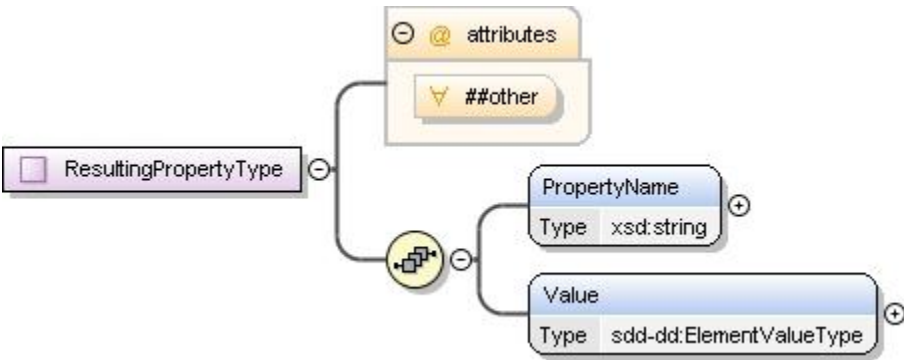 @ attributes
∀ ##other
ResultingPropertyType
PropertyName
Type xsd:string
Value
Type sdd-dd:ElementValueType